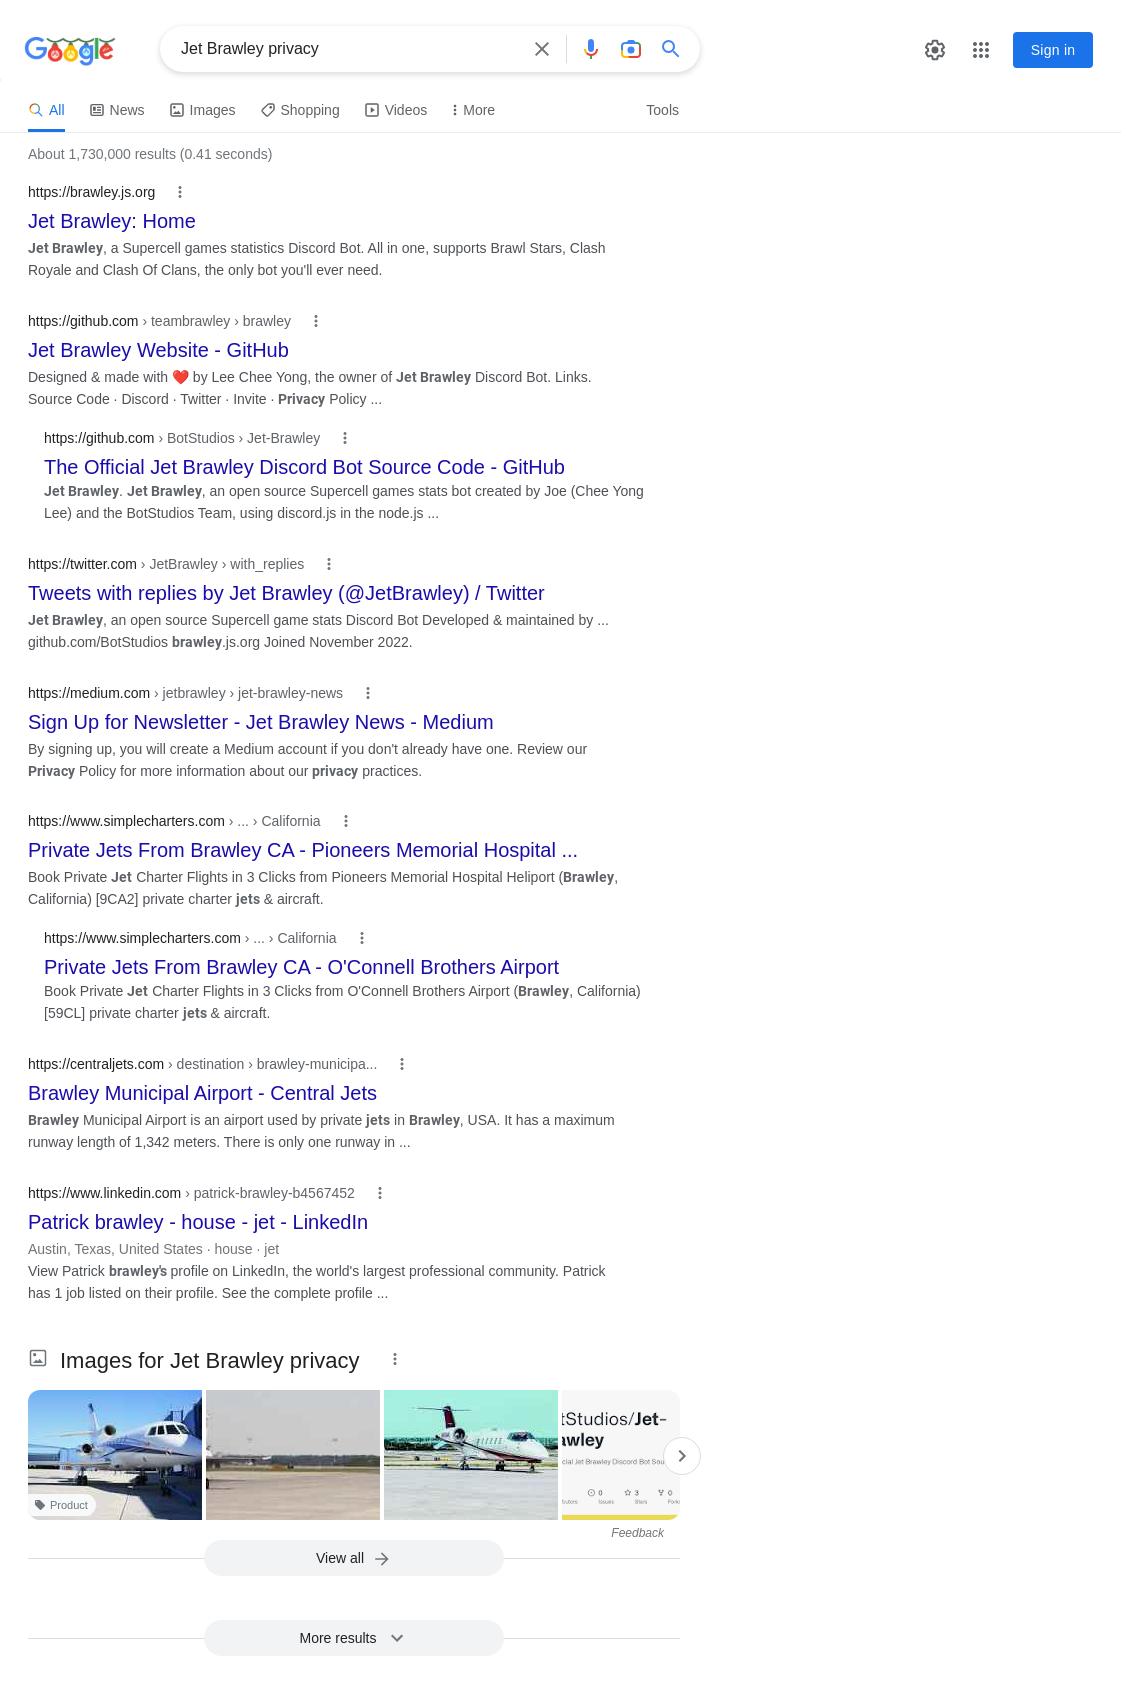 Google
Jet Brawley privacy
Sign in
All
News
Images
Shopping
Videos
More
Tools
About 1,730,000 results (0.41 seconds)
https://brawley.js.org
Jet Brawley: Home
Jet Brawley, a Supercell games statistics Discord Bot. All in one, supports Brawl Stars, Clash
Royale and Clash Of Clans, the only bot you'll ever need.
https://github.com › teambrawley › brawley
Jet Brawley Website - GitHub
Designed & made with ❤️ by Lee Chee Yong, the owner of Jet Brawley Discord Bot. Links.
Source Code · Discord · Twitter · Invite · Privacy Policy ...
https://github.com › BotStudios › Jet-Brawley
The Official Jet Brawley Discord Bot Source Code - GitHub
Jet Brawley. Jet Brawley, an open source Supercell games stats bot created by Joe (Chee Yong
Lee) and the BotStudios Team, using discord.js in the node.js ...
https://twitter.com › JetBrawley › with_replies
Tweets with replies by Jet Brawley (@JetBrawley) / Twitter
Jet Brawley, an open source Supercell game stats Discord Bot Developed & maintained by ...
github.com/BotStudios brawley.js.org Joined November 2022.
https://medium.com › jetbrawley › jet-brawley-news
Sign Up for Newsletter - Jet Brawley News - Medium
By signing up, you will create a Medium account if you don't already have one. Review our
Privacy Policy for more information about our privacy practices.
https://www.simplecharters.com › ... › California
Private Jets From Brawley CA - Pioneers Memorial Hospital ...
Book Private Jet Charter Flights in 3 Clicks from Pioneers Memorial Hospital Heliport (Brawley,
California) [9CA2] private charter jets & aircraft.
https://www.simplecharters.com › ... › California
Private Jets From Brawley CA - O'Connell Brothers Airport
Book Private Jet Charter Flights in 3 Clicks from O'Connell Brothers Airport (Brawley, California)
[59CL] private charter jets & aircraft.
https://centraljets.com › destination › brawley-municipa...
Brawley Municipal Airport - Central Jets
Brawley Municipal Airport is an airport used by private jets in Brawley, USA. It has a maximum
runway length of 1,342 meters. There is only one runway in ...
https://www.linkedin.com › patrick-brawley-b4567452
Patrick brawley - house - jet - LinkedIn
Austin, Texas, United States · house · jet
View Patrick brawley's profile on LinkedIn, the world's largest professional community. Patrick
has 1 job listed on their profile. See the complete profile ...
Images for Jet Brawley privacy
Product
tStudios/Jet-
awley
cial Jet Brawley Discord Bot Sou
0
3
0
Issues
Stars
Feedback
View all
More results